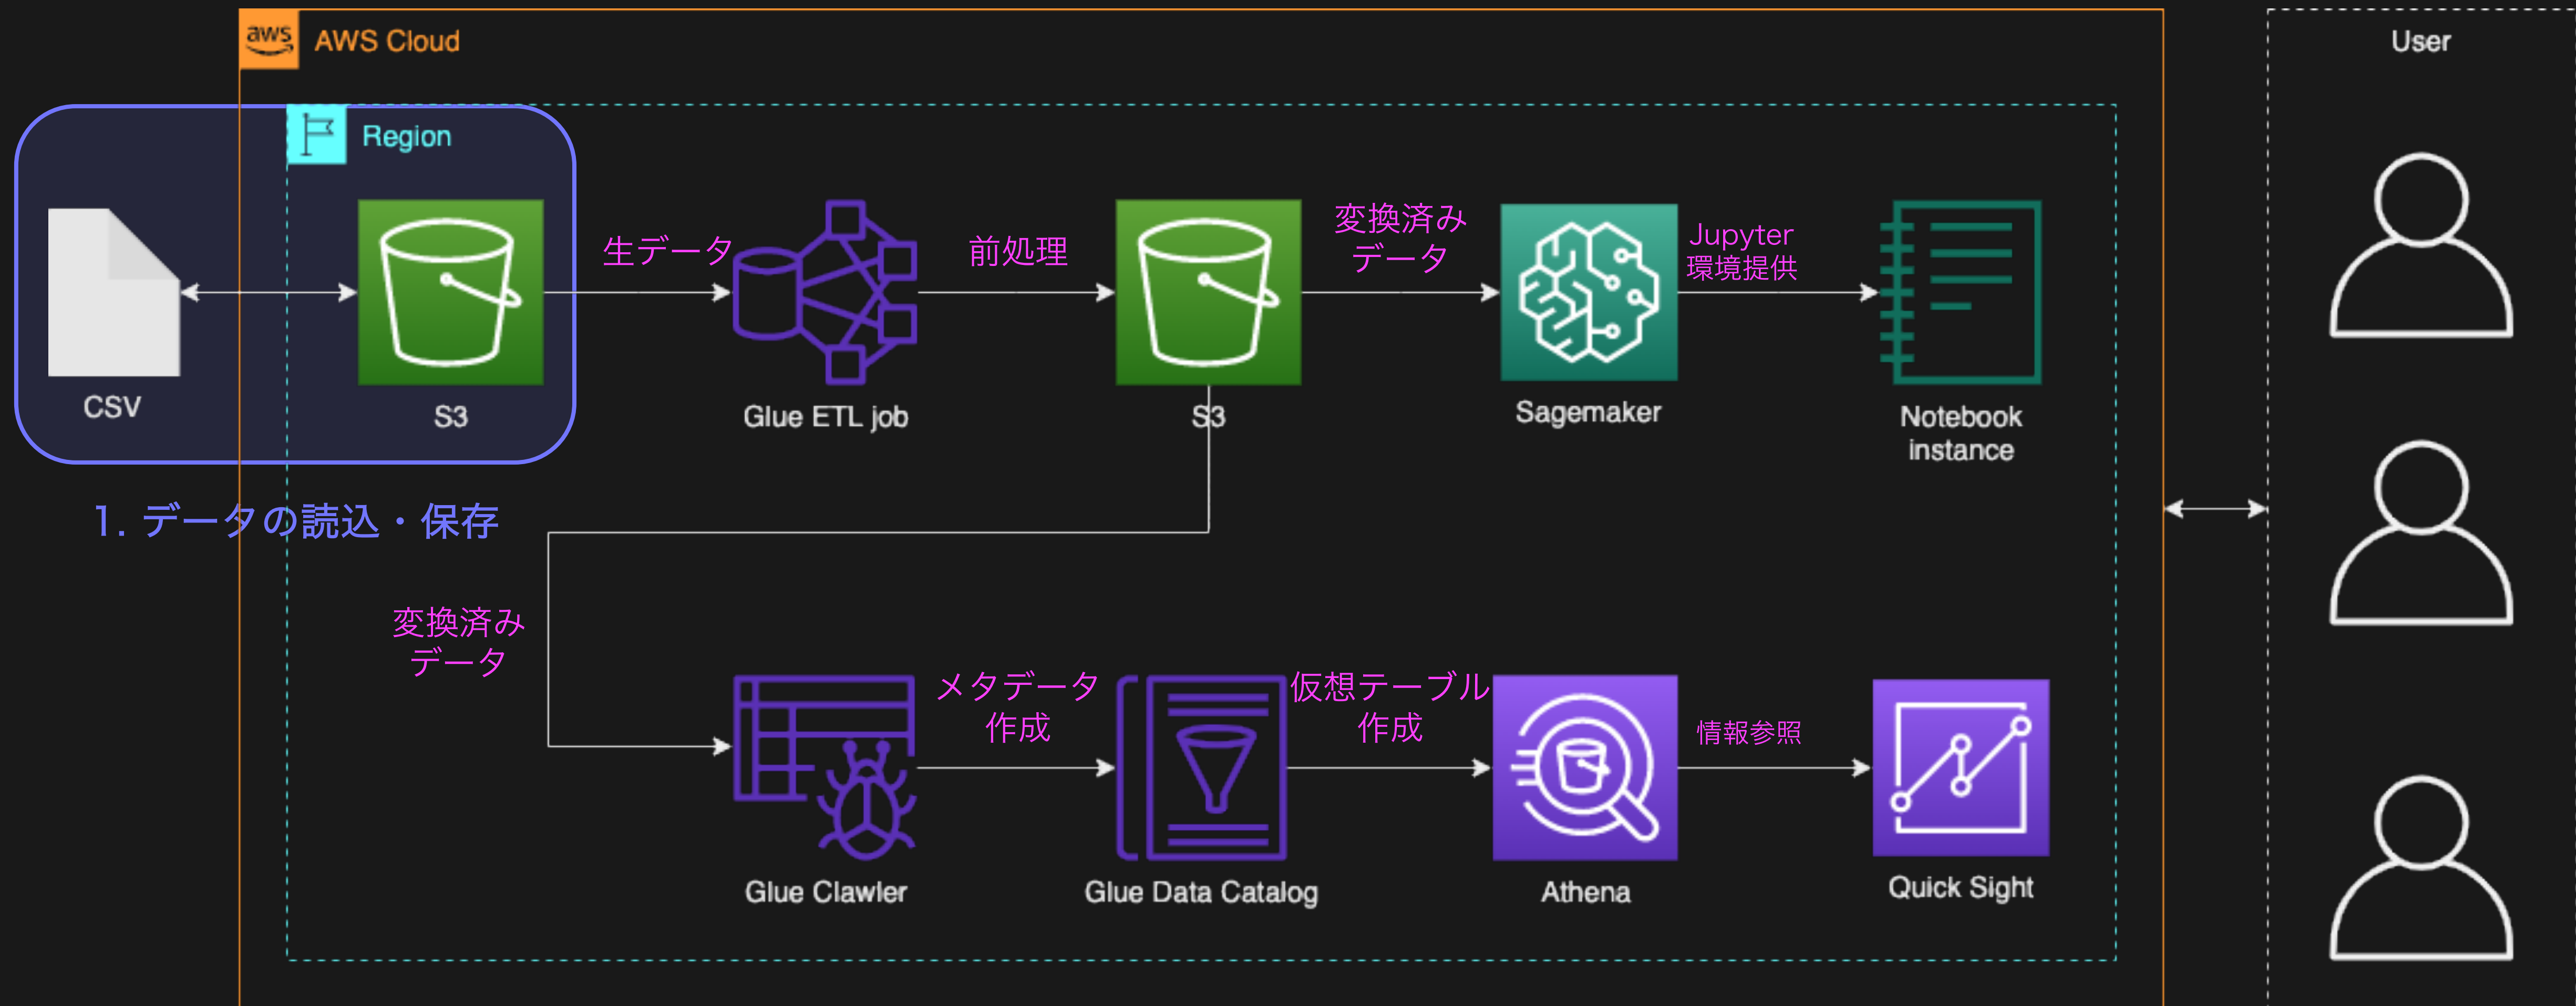 aws
AWS Cloud
User
Region
生データ
前処理
変換済み
データ
Jupyter
環境提供
CSV
S3
Glue ETL job
S3
Sagemaker
Notebook
instance
1. データの読込・保存
変換済み
データ
メタデータ
作成
仮想テーブル
作成
情報参照
Glue Clawler
Glue Data Catalog
Athena
Quick Sight